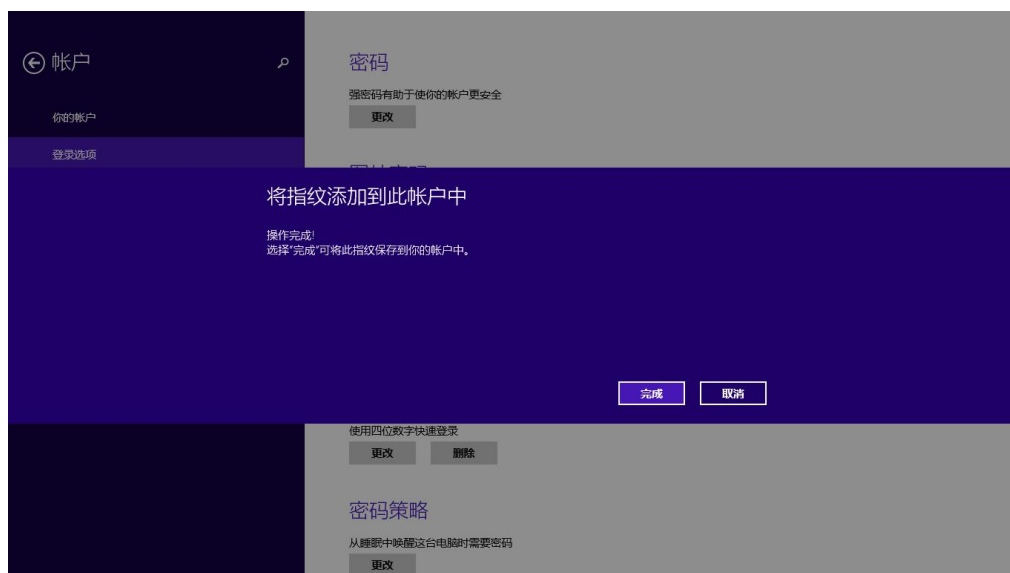 帐户
你的帐户
登录选项
密码
强密码有助于使你的帐户更安全
更改
将指纹添加到此帐户中
操作完成!
选择"完成"可将此指纹保存到你的帐户中。
完成
取消
使用四位数字快速登录
更改
删除
密码策略
从睡眠中唤醒这台电脑时需要密码
更改